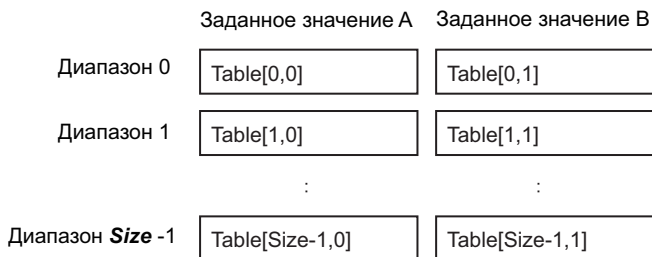 Заданное значение A Заданное значение B
Диапазон 0 Table[0,0] Table[0,1]
Диапазон 1 Table[1,0] Table[1,1]
: :
Диапазон Size -1 Table[Size-1,0] Table[Size-1,1]